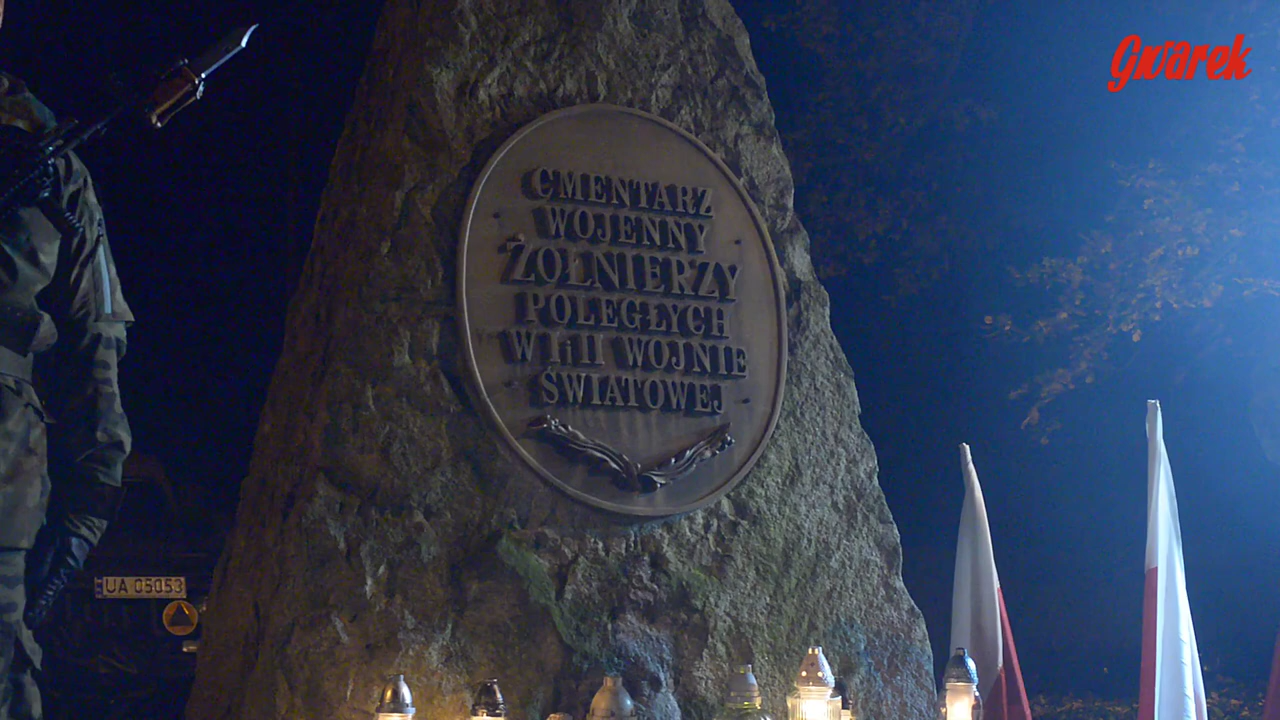 Gwarek
CMENTARZ
WOJENNY
ŻOŁNIERZY
POLEGŁYCH
W I i II WOJNIE
ŚWIATOWEJ
UA 05053